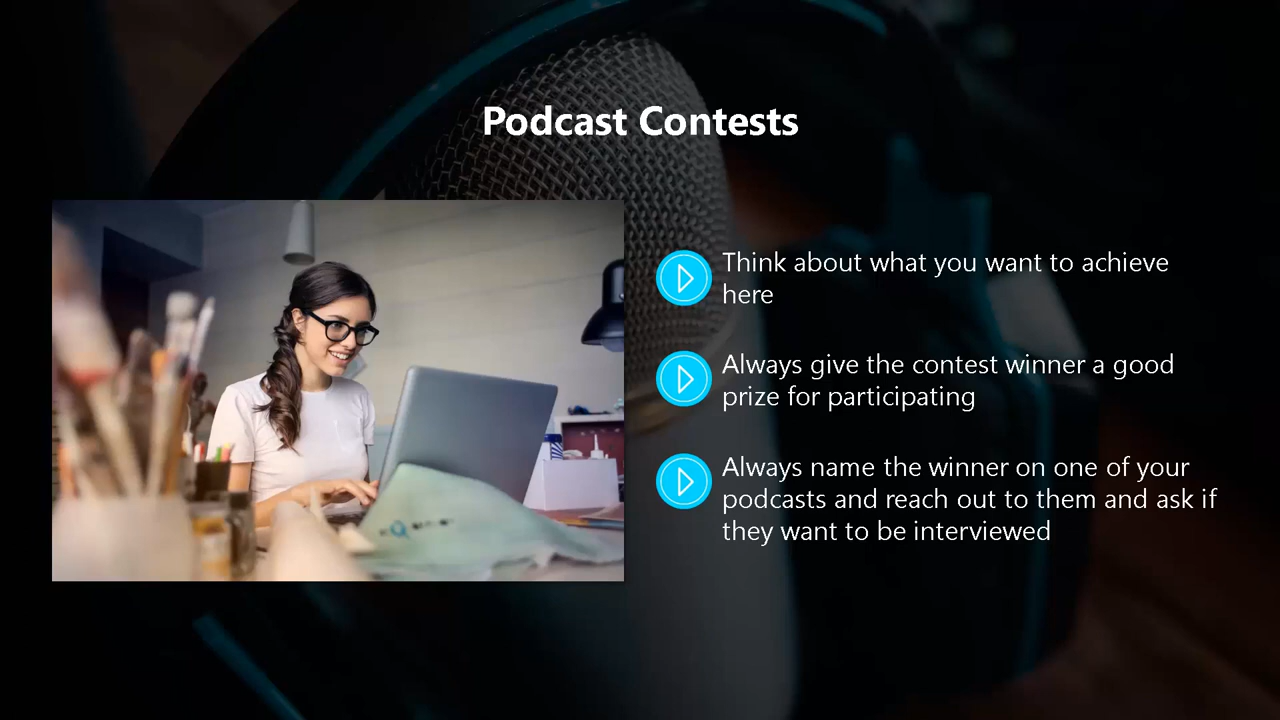 Podcast Contests
Think about what you want to achieve
here
Always give the contest winner a good
prize for participating
Always name the winner on one of your
podcasts and reach out to them and ask if
they want to be interviewed